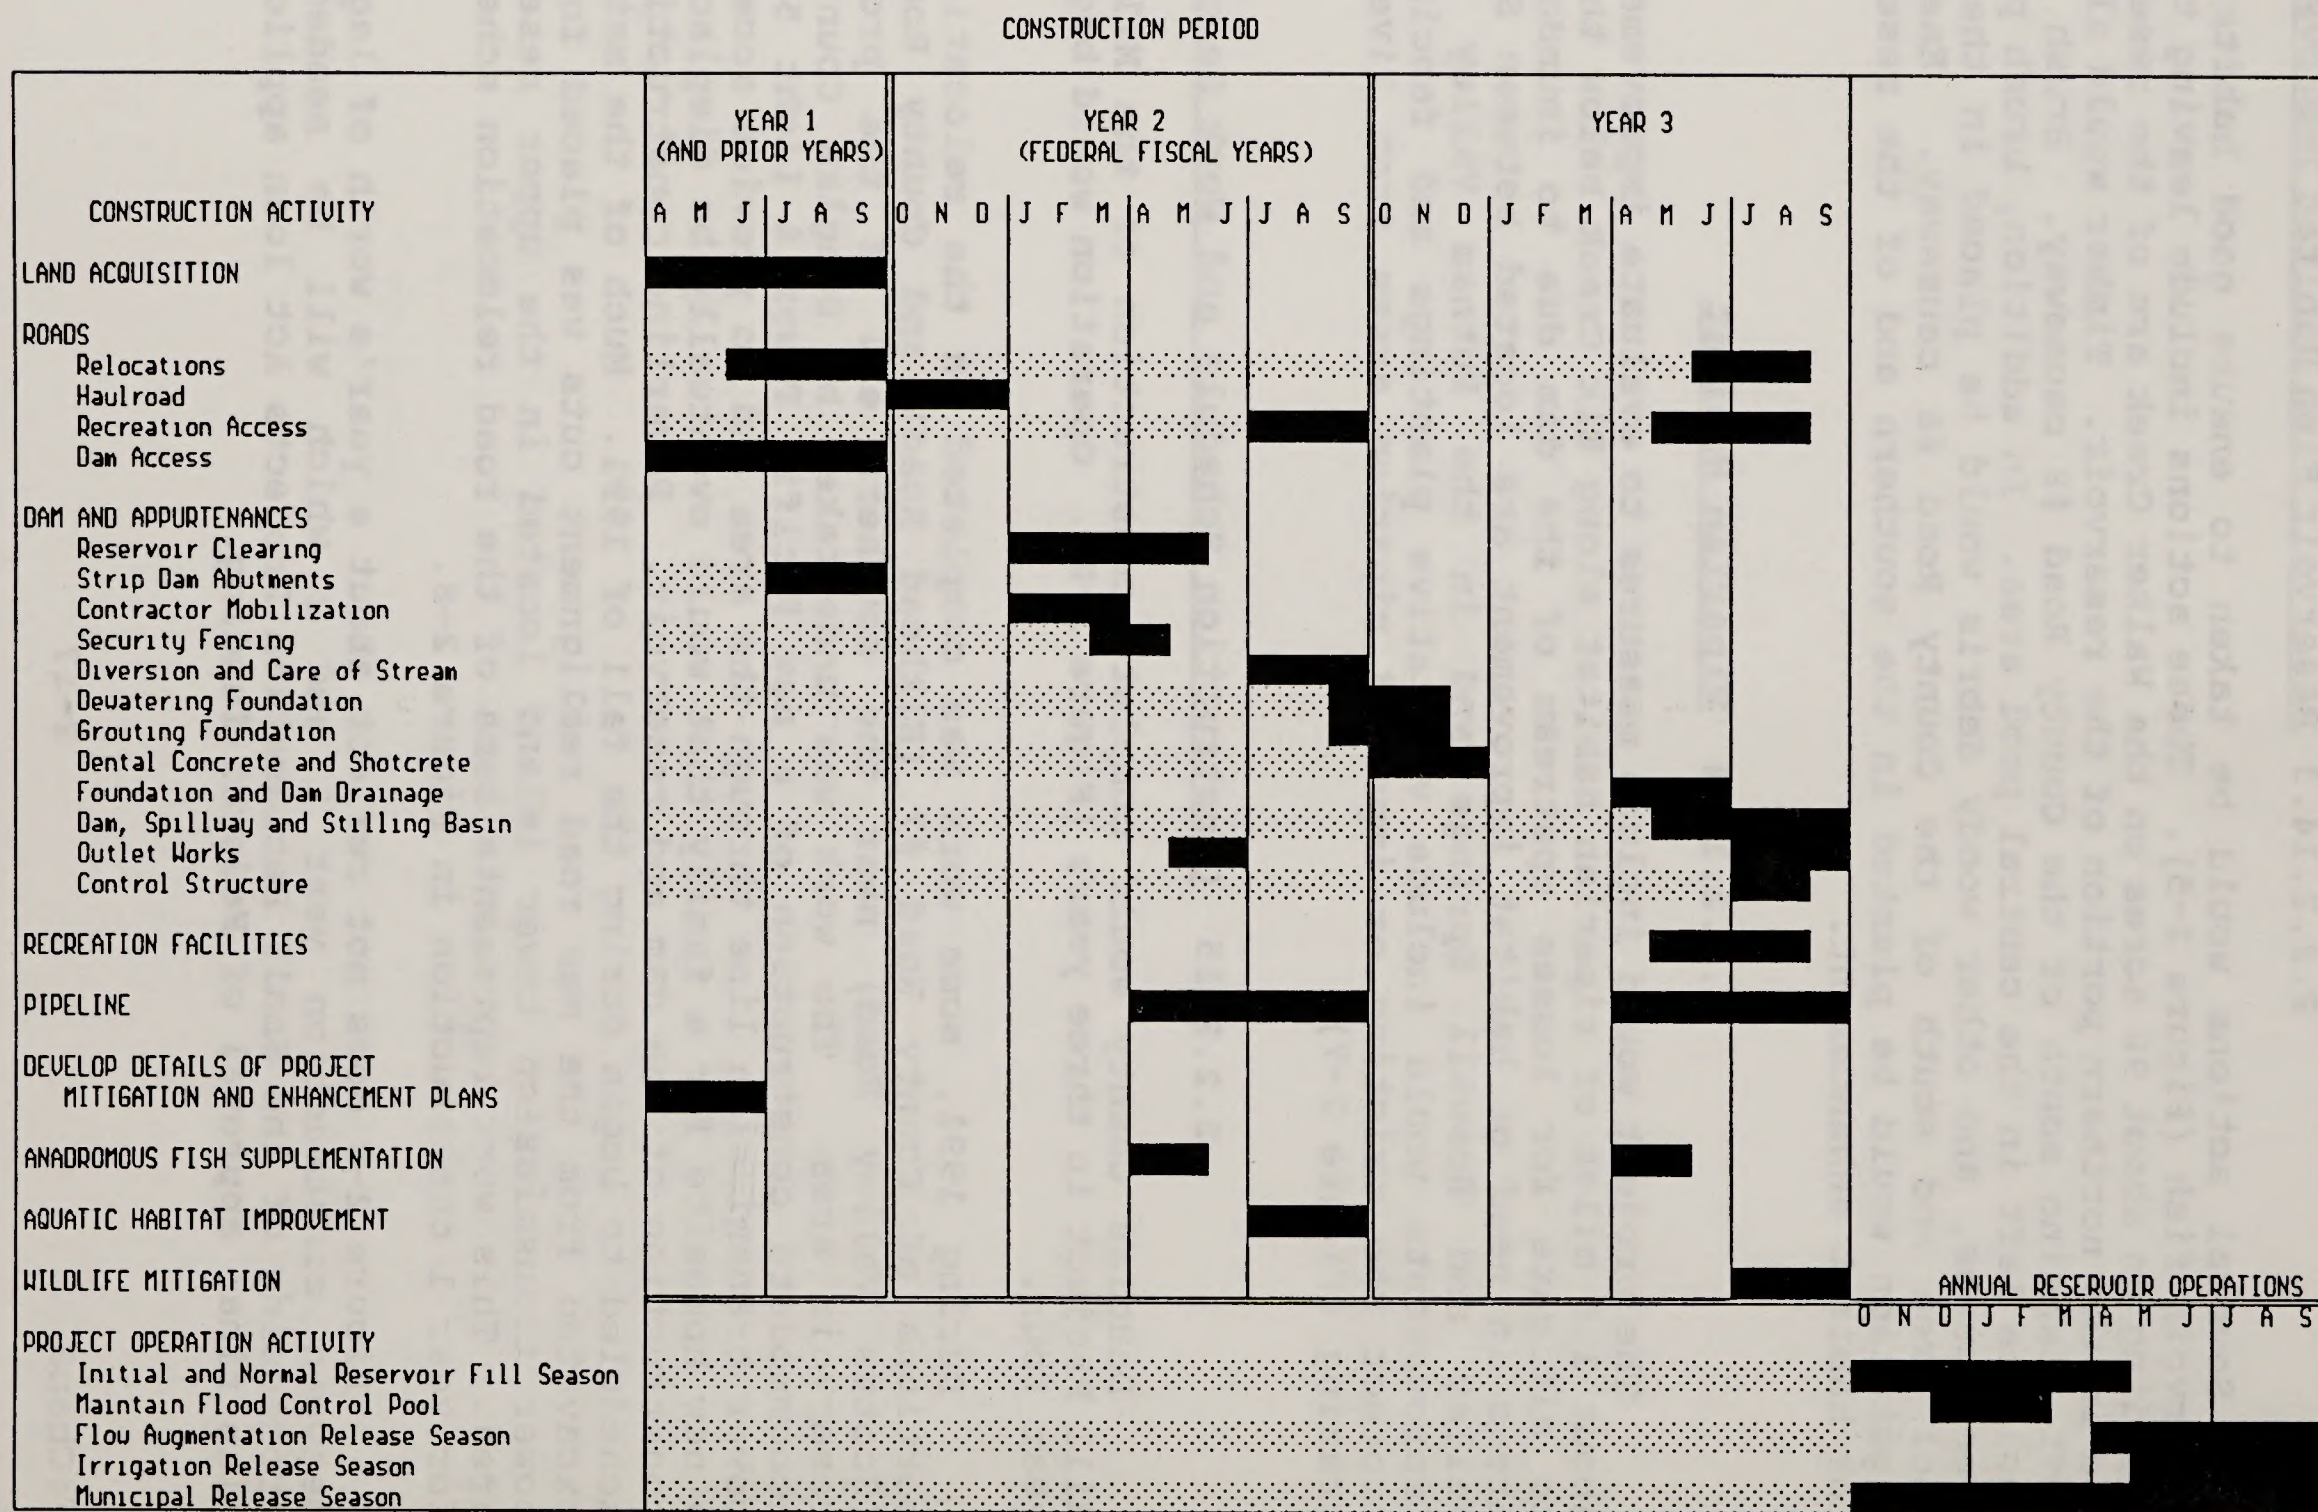 CONSTRUCTION PERIOD
YEAR 1 YEAR 2 YEAR 3
(AND PRIOR YEARS) (FEDERAL FISCAL YEARS)
CONSTRUCTION ACTIVITY A M J J A S O N D J F M A M J J A S O N D J F M A M J J A S
LAND ACQUISITION
ROADS
Relocations
Haulroad
Recreation Access
Dam Access
DAM AND APPURTENANCES
Reservoir Clearing
Strip Dam Abutments
Contractor Mobilization
Security Fencing
Diversion and Care of Stream
Dewatering Foundation
Grouting Foundation
Dental Concrete and Shotcrete
Foundation and Dam Drainage
Dam, Spillway and Stilling Basin
Outlet Works
Control Structure
RECREATION FACILITIES
PIPELINE
DEVELOP DETAILS OF PROJECT
MITIGATION AND ENHANCEMENT PLANS
ANADROMOUS FISH SUPPLEMENTATION
AQUATIC HABITAT IMPROVEMENT
WILDLIFE MITIGATION
ANNUAL RESERVOIR OPERATIONS
O N D J F M A M J J A S
PROJECT OPERATION ACTIVITY
Initial and Normal Reservoir Fill Season
Maintain Flood Control Pool
Flow Augmentation Release Season
Irrigation Release Season
Municipal Release Season